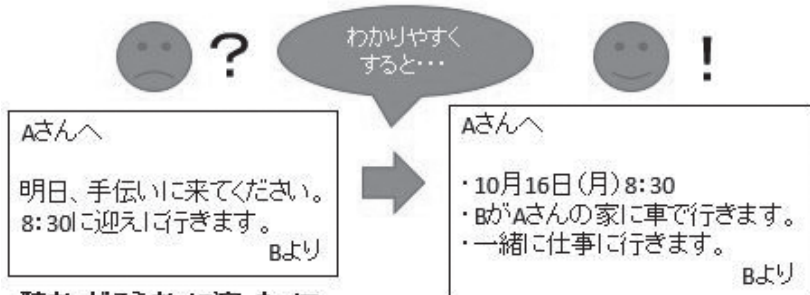 ?
わかりやすく
すると・・・
!
Aさんへ
明日、手伝いに来てください。
8:30に迎えに行きます。
Bより
Aさんへ
・10月16日(月)8:30
・BがAさんの家に車で行きます。
・一緒に仕事に行きます。
Bより